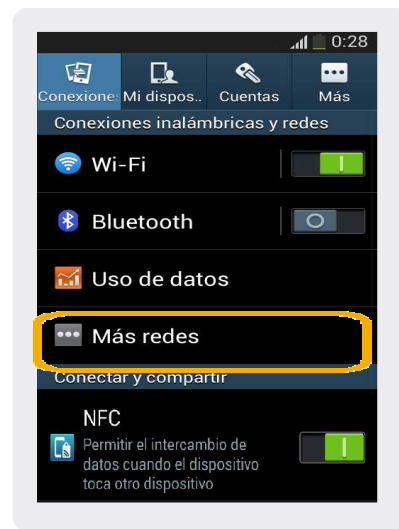 0:28
Conexione Mi dispos.. Cuentas Más
Conexiones inalámbricas y redes
Wi-Fi
Bluetooth
Uso de datos
Más redes
Conectar y compartir
NFC
Permitir el intercambio de
datos cuando el dispositivo
toca otro dispositivo